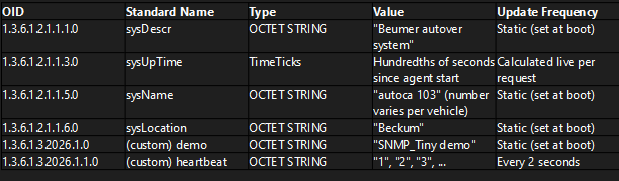 OID Standard Name Type Value Update Frequency
1.3.6.1.2.1.1.1.0 sysDescr OCTET STRING "Beumer autover Static (set at boot)
system"
1.3.6.1.2.1.1.3.0 sysUpTime TimeTicks Hundredths of seconds Calculated live per
since agent start request
1.3.6.1.2.1.1.5.0 sysName OCTET STRING "autoca 103" (number Static (set at boot)
varies per vehicle)
1.3.6.1.2.1.1.6.0 sysLocation OCTET STRING "Beckum" Static (set at boot)
1.3.6.1.3.2026.1.0 (custom) demo OCTET STRING "SNMP_Tiny demo" Static (set at boot)
1.3.6.1.3.2026.1.1.0 (custom) heartbeat OCTET STRING "1", "2", "3", ... Every 2 seconds